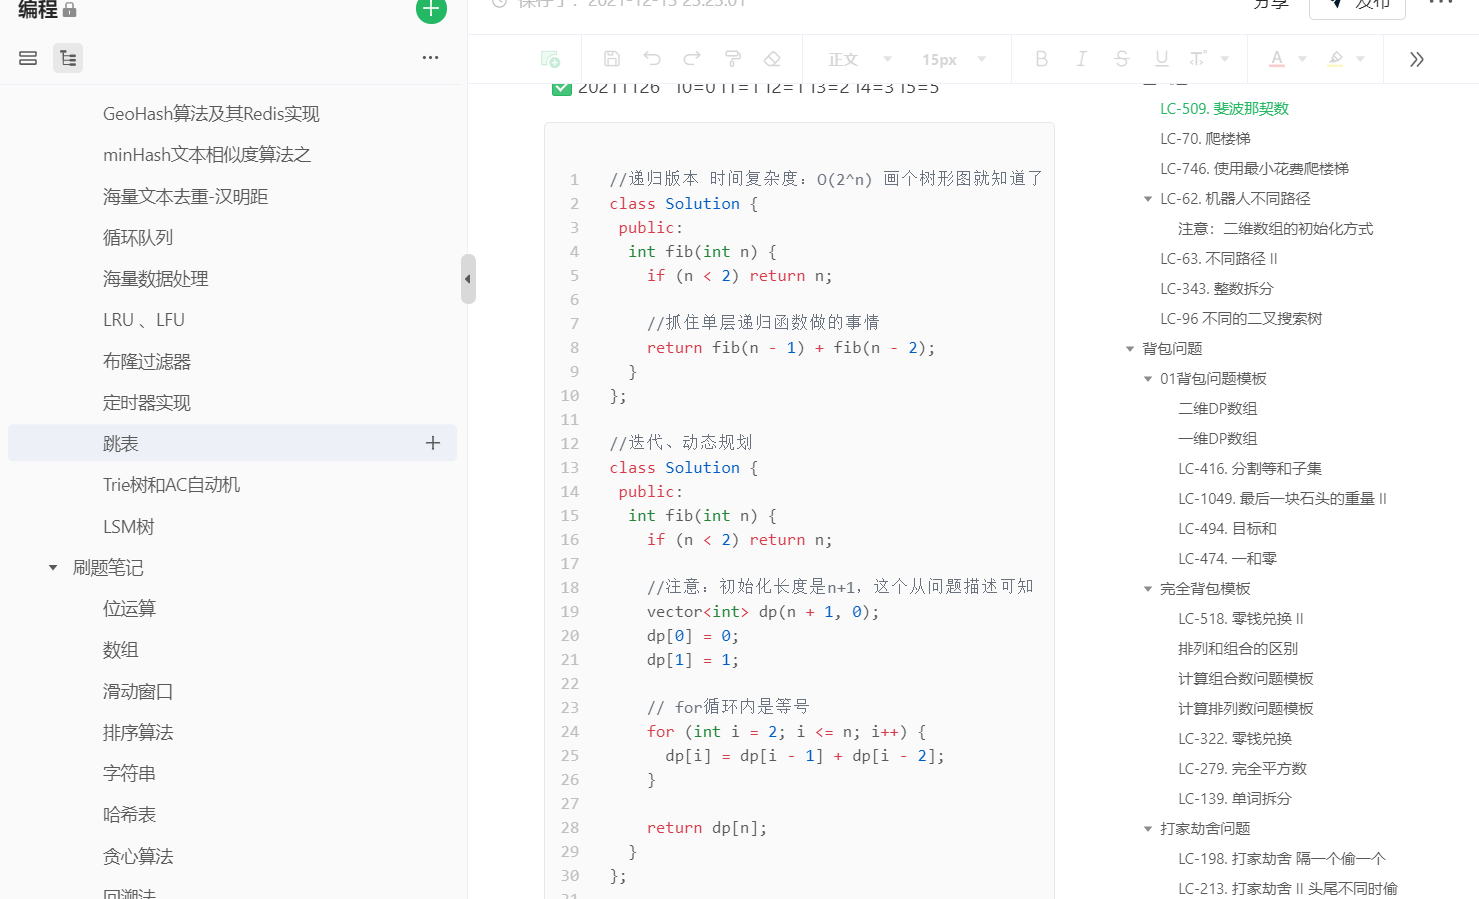 编程
保存于：2021-12-13 23:23:01
分享
发布
正文
15px
B I S U T A
GeoHash算法及其Redis实现
minHash文本相似度算法之
海量文本去重-汉明距
循环队列
海量数据处理
LRU 、LFU
布隆过滤器
定时器实现
跳表
Trie树和AC自动机
LSM树
刷题笔记
位运算
数组
滑动窗口
排序算法
字符串
哈希表
贪心算法
回溯法
20211126 f0=0 f1=1 f2=1 f3=2 f4=3 f5=5
1 //递归版本 时间复杂度：O(2^n) 画个树形图就知道了
2 class Solution {
3 public:
4 int fib(int n) {
5 if (n < 2) return n;
6
7 //抓住单层递归函数做的事情
8 return fib(n - 1) + fib(n - 2);
9 }
10 };
11
12 //迭代、动态规划
13 class Solution {
14 public:
15 int fib(int n) {
16 if (n < 2) return n;
17
18 //注意：初始化长度是n+1，这个从问题描述可知
19 vector<int> dp(n + 1, 0);
20 dp[0] = 0;
21 dp[1] = 1;
22
23 // for循环内是等号
24 for (int i = 2; i <= n; i++) {
25 dp[i] = dp[i - 1] + dp[i - 2];
26 }
27
28 return dp[n];
29 }
30 };
31
LC-509. 斐波那契数
LC-70. 爬楼梯
LC-746. 使用最小花费爬楼梯
LC-62. 机器人不同路径
注意：二维数组的初始化方式
LC-63. 不同路径 II
LC-343. 整数拆分
LC-96 不同的二叉搜索树
背包问题
01背包问题模板
二维DP数组
一维DP数组
LC-416. 分割等和子集
LC-1049. 最后一块石头的重量 II
LC-494. 目标和
LC-474. 一和零
完全背包模板
LC-518. 零钱兑换 II
排列和组合的区别
计算组合数问题模板
计算排列数问题模板
LC-322. 零钱兑换
LC-279. 完全平方数
LC-139. 单词拆分
打家劫舍问题
LC-198. 打家劫舍 隔一个偷一个
LC-213. 打家劫舍 II 头尾不同时偷